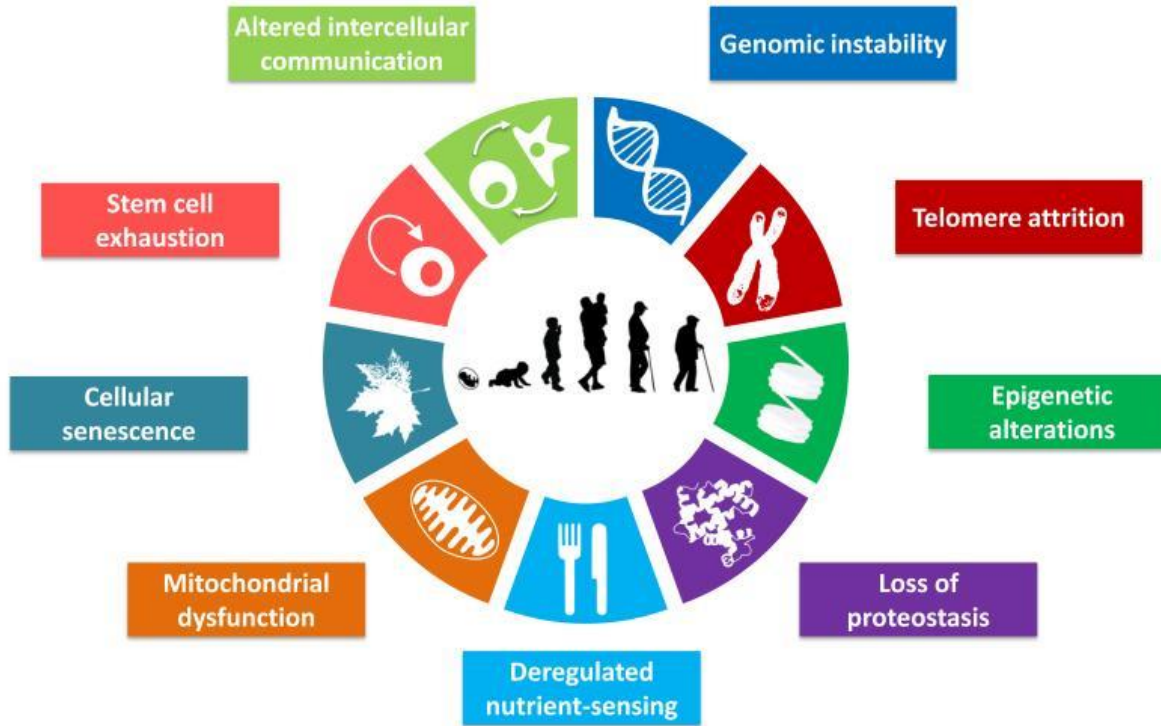 Altered intercellular
communication
Genomic instability
Stem cell
exhaustion
Telomere attrition
Cellular
senescence
Epigenetic
alterations
Mitochondrial
dysfunction
Loss of
proteostasis
Deregulated
nutrient-sensing